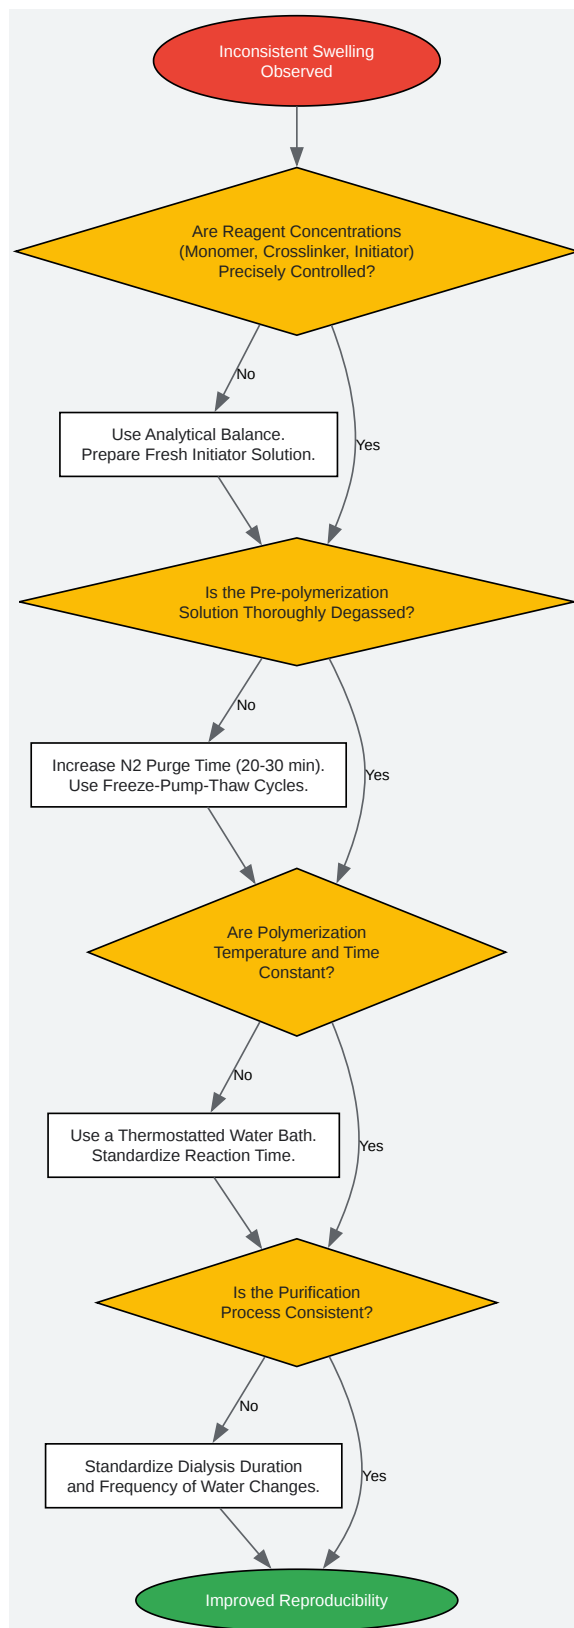 Inconsistent Swelling
Observed
Are Reagent Concentrations
(Monomer, Crosslinker, Initiator)
Precisely Controlled?
No
Use Analytical Balance.
Prepare Fresh Initiator Solution.
Yes
Is the Pre-polymerization
Solution Thoroughly Degassed?
No
Increase N2 Purge Time (20-30 min).
Use Freeze-Pump-Thaw Cycles.
Yes
Are Polymerization
Temperature and Time
Constant?
No
Use a Thermostatted Water Bath.
Standardize Reaction Time.
Yes
Is the Purification
Process Consistent?
No
Standardize Dialysis Duration
and Frequency of Water Changes.
Yes
Improved Reproducibility